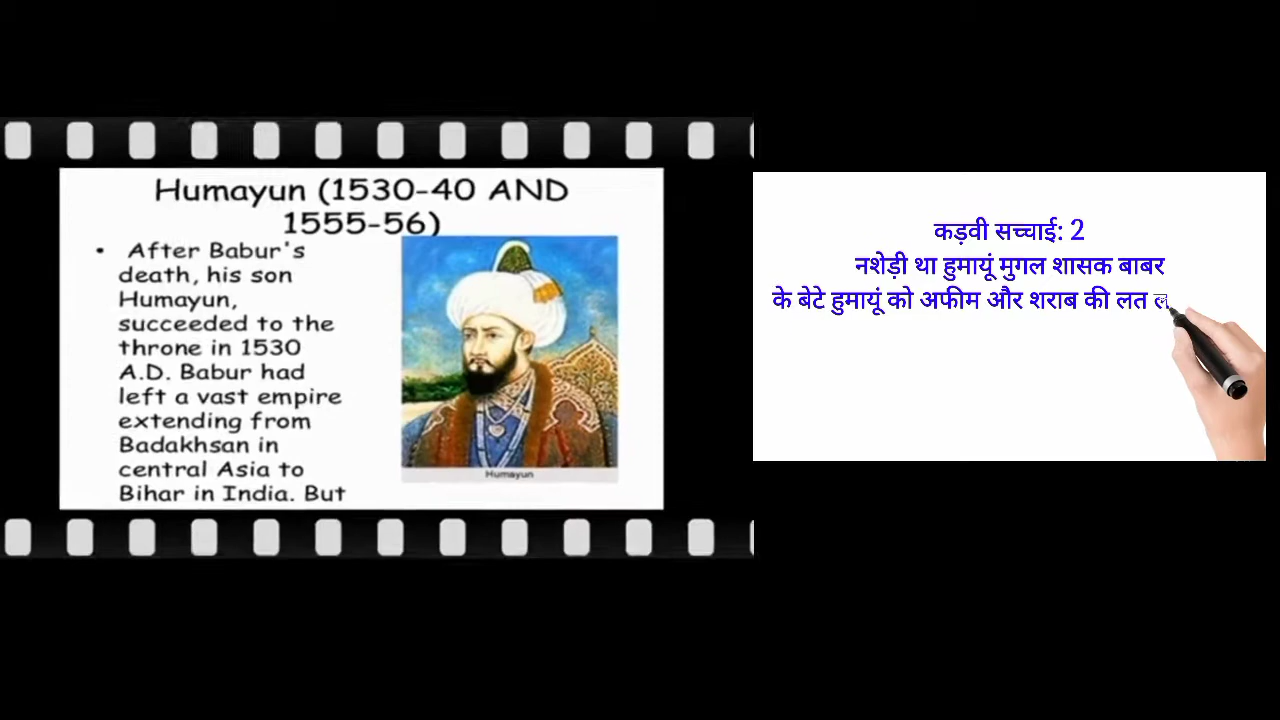 Humayun (1530-40 AND
1555-56)
• After Babur's
death, his son
Humayun,
succeeded to the
throne in 1530
A.D. Babur had
left a vast empire
extending from
Badakhsan in
central Asia to
Bihar in India. But
Humayun
कड़वी सच्चाई: 2
नशेड़ी था हुमायूं मुगल शासक बाबर
के बेटे हुमायूं को अफीम और शराब की लत